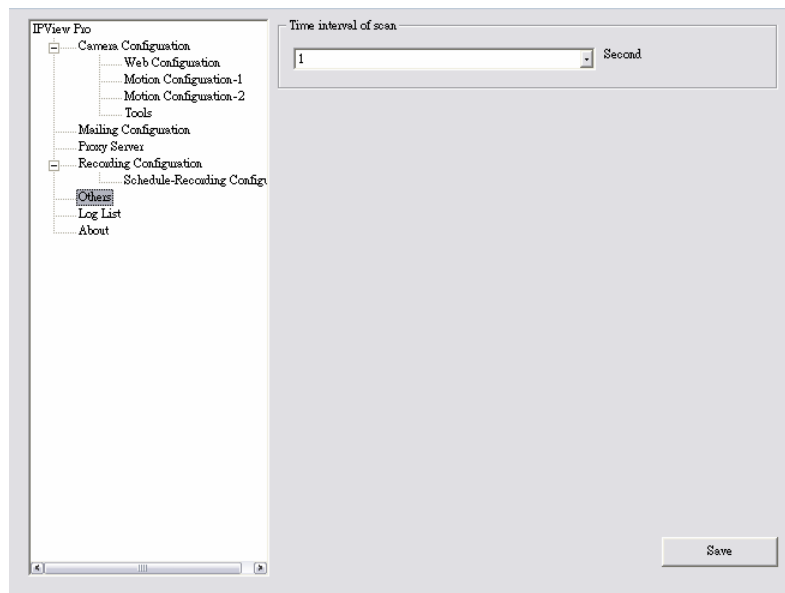 IPView Pro
Camera Configuration
Web Configuration
Motion Configuration-1
Motion Configuration-2
Tools
Mailing Configuration
Proxy Server
Recording Configuration
Schedule-Recording Configu
Others
Log List
About
Time interval of scan
1 Second
Save